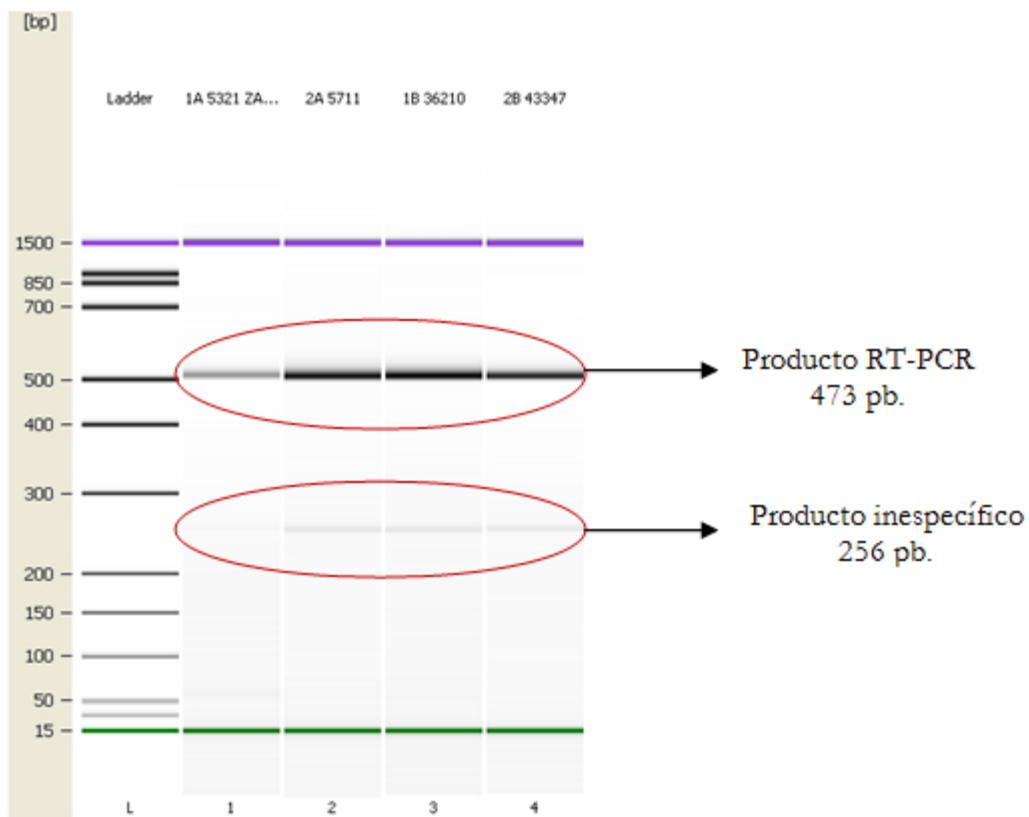 [bp]
Ladder
1A 5321 ZA...
2A 5711
1B 36210
2B 43347
1500
850
700
500
400
300
200
150
100
50
15
Producto RT-PCR
473 pb.
Producto inespecífico
256 pb.
L
1
2
3
4